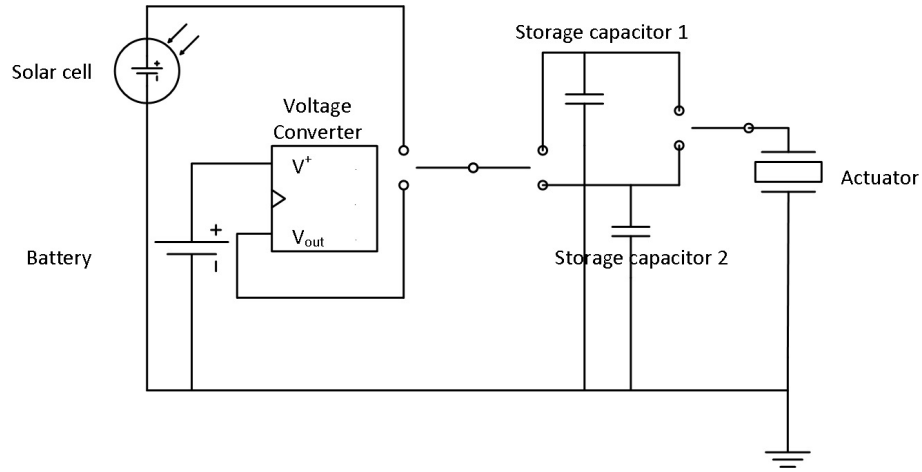 Storage capacitor 1
Solar cell
Voltage
Converter
V+
Vout
+
Battery
Actuator
Storage capacitor 2